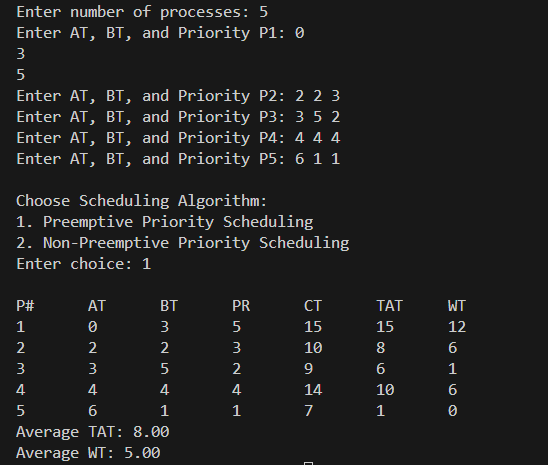 Enter number of processes: 5
Enter AT, BT, and Priority P1: 0
3
5
Enter AT, BT, and Priority P2: 2 2 3
Enter AT, BT, and Priority P3: 3 5 2
Enter AT, BT, and Priority P4: 4 4 4
Enter AT, BT, and Priority P5: 6 1 1
Choose Scheduling Algorithm:
1. Preemptive Priority Scheduling
2. Non-Preemptive Priority Scheduling
Enter choice: 1
P# AT BT PR CT TAT WT
1 0 3 5 15 15 12
2 2 2 3 10 8 6
3 3 5 2 9 6 1
4 4 4 4 14 10 6
5 6 1 1 7 1 0
Average TAT: 8.00
Average WT: 5.00